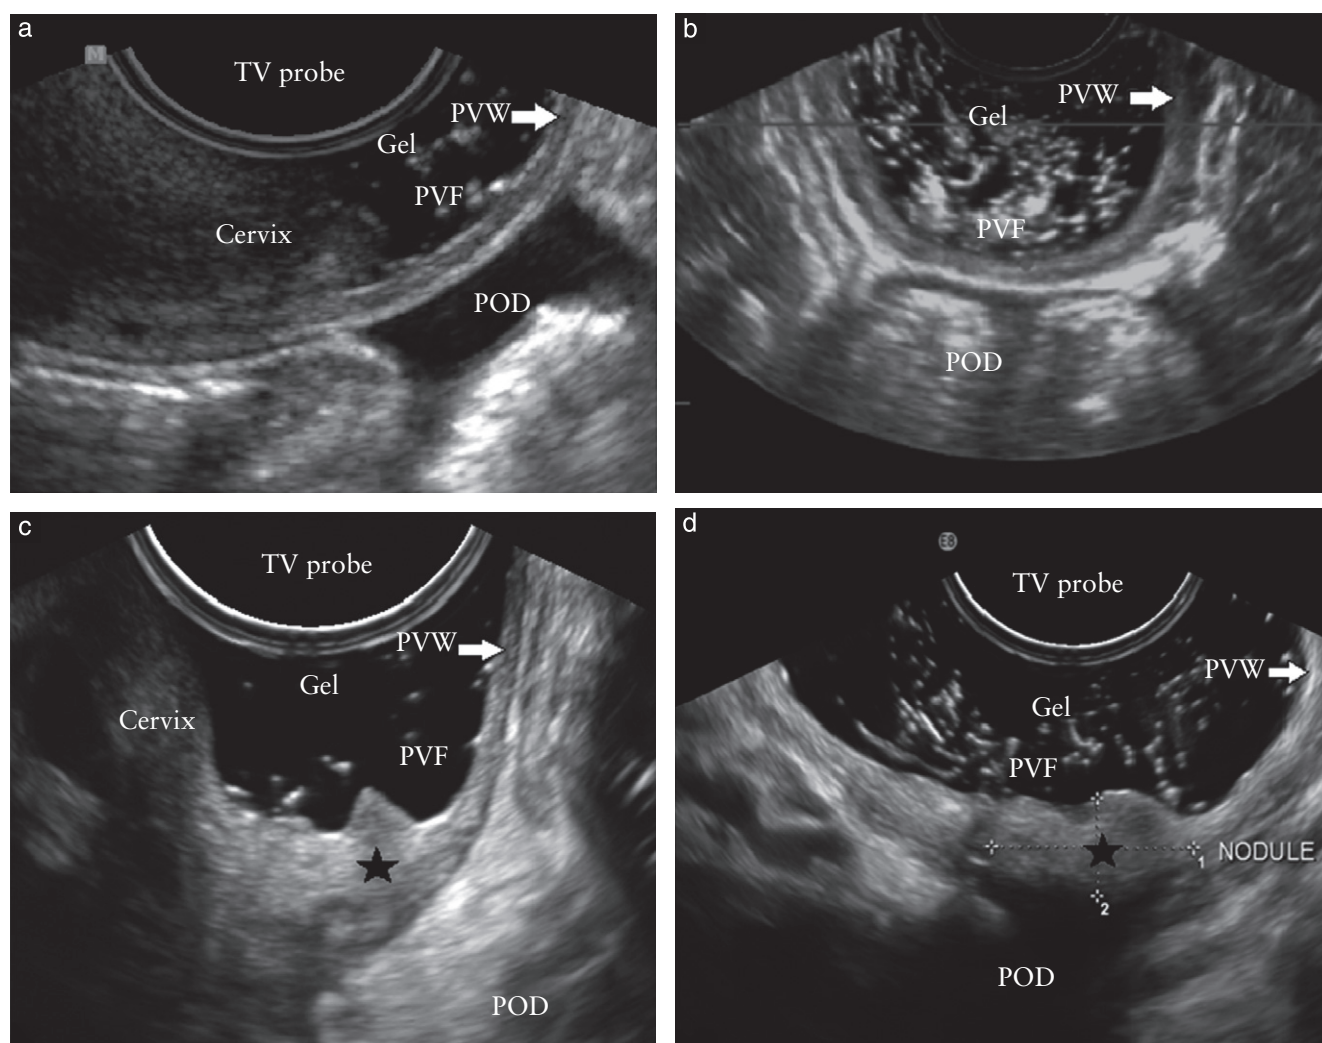 a
M
TV probe
PVW
Gel
PVF
Cervix
POD
b
PVW
Gel
PVF
POD
c
TV probe
PVW
Gel
Cervix
PVF
POD
d
E8
TV probe
PVW
Gel
PVF
1 NODULE
2
POD